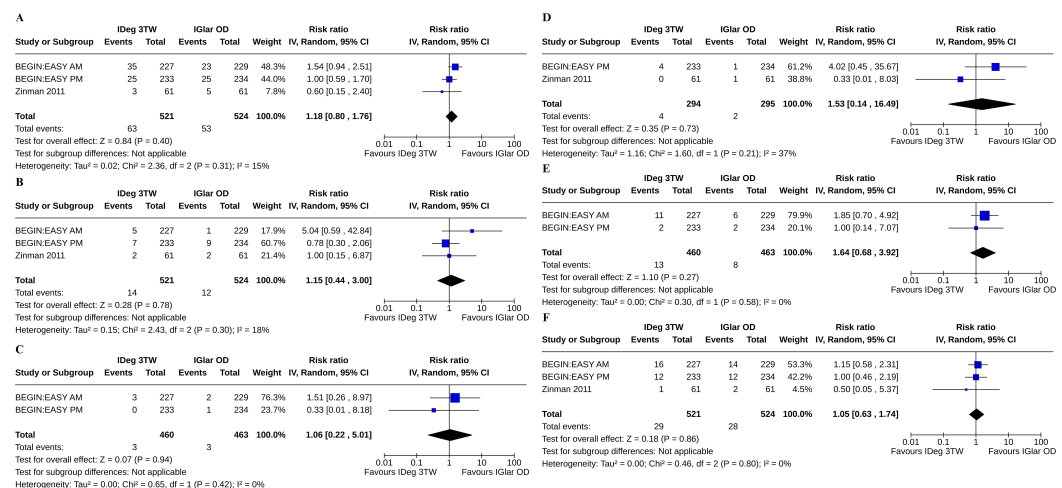 A
IDeg 3TW IGlar OD Risk ratio Risk ratio
Study or Subgroup Events Total Events Total Weight IV, Random, 95% CI IV, Random, 95% CI
BEGIN:EASY AM 35 227 23 229 48.3% 1.54 [0.94 , 2.51]
BEGIN:EASY PM 25 233 25 234 44.0% 1.00 [0.59 , 1.70]
Zinman 2011 3 61 5 61 7.8% 0.60 [0.15 , 2.40]
Total 521 524 100.0% 1.18 [0.80 , 1.76]
Total events: 63 53
Test for overall effect: Z = 0.84 (P = 0.40)
Test for subgroup differences: Not applicable
Heterogeneity: Tau² = 0.02; Chi² = 2.36, df = 2 (P = 0.31); I² = 15%
0.01 0.1 1 10 100
Favours IDeg 3TW Favours IGlar OD
B
IDeg 3TW IGlar OD Risk ratio Risk ratio
Study or Subgroup Events Total Events Total Weight IV, Random, 95% CI IV, Random, 95% CI
BEGIN:EASY AM 5 227 1 229 17.9% 5.04 [0.59 , 42.84]
BEGIN:EASY PM 7 233 9 234 60.7% 0.78 [0.30 , 2.06]
Zinman 2011 2 61 2 61 21.4% 1.00 [0.15 , 6.87]
Total 521 524 100.0% 1.15 [0.44 , 3.00]
Total events: 14 12
Test for overall effect: Z = 0.28 (P = 0.78)
Test for subgroup differences: Not applicable
Heterogeneity: Tau² = 0.15; Chi² = 2.43, df = 2 (P = 0.30); I² = 18%
0.01 0.1 1 10 100
Favours IDeg 3TW Favours IGlar OD
C
IDeg 3TW IGlar OD Risk ratio Risk ratio
Study or Subgroup Events Total Events Total Weight IV, Random, 95% CI IV, Random, 95% CI
BEGIN:EASY AM 3 227 2 229 76.3% 1.51 [0.26 , 8.97]
BEGIN:EASY PM 0 233 1 234 23.7% 0.33 [0.01 , 8.18]
Total 460 463 100.0% 1.06 [0.22 , 5.01]
Total events: 3 3
Test for overall effect: Z = 0.07 (P = 0.94)
Test for subgroup differences: Not applicable
Heterogeneity: Tau² = 0.00; Chi² = 0.65, df = 1 (P = 0.42); I² = 0%
0.01 0.1 1 10 100
Favours IDeg 3TW Favours IGlar OD
D
IDeg 3TW IGlar OD Risk ratio Risk ratio
Study or Subgroup Events Total Events Total Weight IV, Random, 95% CI IV, Random, 95% CI
BEGIN:EASY PM 4 233 1 234 61.2% 4.02 [0.45 , 35.67]
Zinman 2011 0 61 1 61 38.8% 0.33 [0.01 , 8.03]
Total 294 295 100.0% 1.53 [0.14 , 16.49]
Total events: 4 2
Test for overall effect: Z = 0.35 (P = 0.73)
Test for subgroup differences: Not applicable
Heterogeneity: Tau² = 1.16; Chi² = 1.60, df = 1 (P = 0.21); I² = 37%
0.01 0.1 1 10 100
Favours IDeg 3TW Favours IGlar OD
E
IDeg 3TW IGlar OD Risk ratio Risk ratio
Study or Subgroup Events Total Events Total Weight IV, Random, 95% CI IV, Random, 95% CI
BEGIN:EASY AM 11 227 6 229 79.9% 1.85 [0.70 , 4.92]
BEGIN:EASY PM 2 233 2 234 20.1% 1.00 [0.14 , 7.07]
Total 460 463 100.0% 1.64 [0.68 , 3.92]
Total events: 13 8
Test for overall effect: Z = 1.10 (P = 0.27)
Test for subgroup differences: Not applicable
Heterogeneity: Tau² = 0.00; Chi² = 0.30, df = 1 (P = 0.58); I² = 0%
0.01 0.1 1 10 100
Favours IDeg 3TW Favours IGlar OD
F
IDeg 3TW IGlar OD Risk ratio Risk ratio
Study or Subgroup Events Total Events Total Weight IV, Random, 95% CI IV, Random, 95% CI
BEGIN:EASY AM 16 227 14 229 53.3% 1.15 [0.58 , 2.31]
BEGIN:EASY PM 12 233 12 234 42.2% 1.00 [0.46 , 2.19]
Zinman 2011 1 61 2 61 4.5% 0.50 [0.05 , 5.37]
Total 521 524 100.0% 1.05 [0.63 , 1.74]
Total events: 29 28
Test for overall effect: Z = 0.18 (P = 0.86)
Test for subgroup differences: Not applicable
Heterogeneity: Tau² = 0.00; Chi² = 0.46, df = 2 (P = 0.80); I² = 0%
0.01 0.1 1 10 100
Favours IDeg 3TW Favours IGlar OD